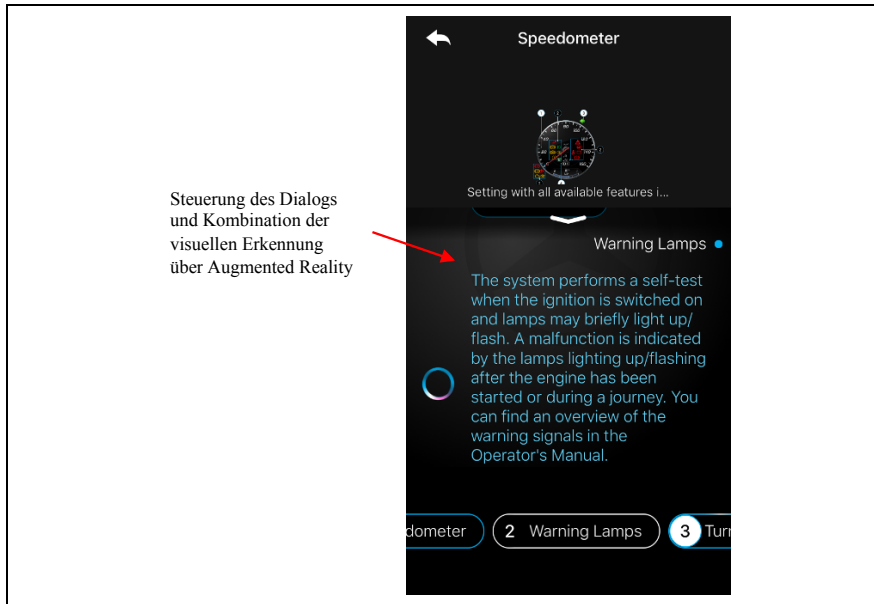 Speedometer
Setting with all available features i...
Steuerung des Dialogs
und Kombination der
visuellen Erkennung
über Augmented Reality
Warning Lamps
The system performs a self-test
when the ignition is switched on
and lamps may briefly light up/
flash. A malfunction is indicated
by the lamps lighting up/flashing
after the engine has been
started or during a journey. You
can find an overview of the
warning signals in the
Operator's Manual.
dometer
2 Warning Lamps
3 Turr